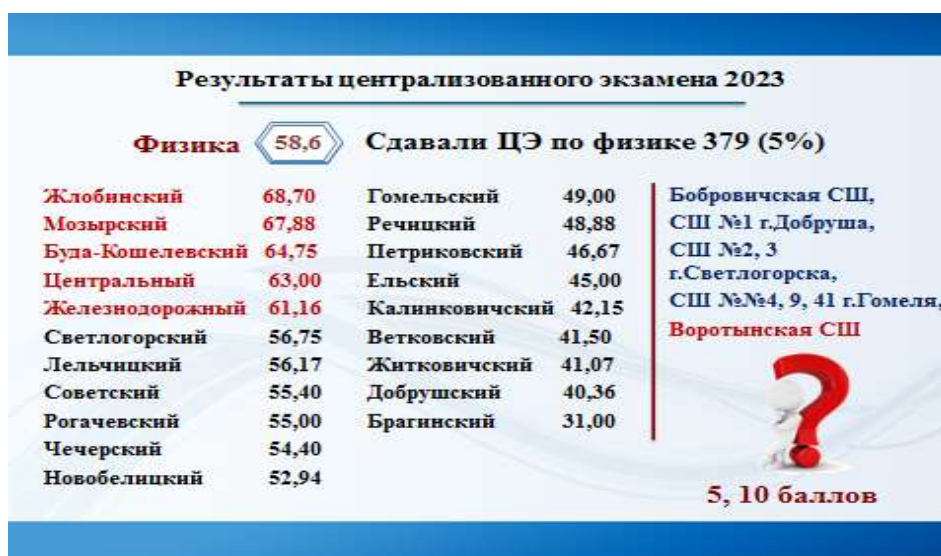 Результаты централизованного экзамена 2023
Физика 58,6 Сдавали ЦЭ по физике 379 (5%)
Жлобинский 68,70
Мозырский 67,88
Буда-Кошелевский 64,75
Центральный 63,00
Железнодорожный 61,16
Светлогорский 56,75
Лельчицкий 56,17
Советский 55,40
Рогачевский 55,00
Чечерский 54,40
Новобелицкий 52,94
Гомельский 49,00
Речицкий 48,88
Петриковский 46,67
Ельский 45,00
Калинковичский 42,15
Ветковский 41,50
Житковичский 41,07
Добрушский 40,36
Брагинский 31,00
Бобровичская СШ,
СШ №1 г.Добруша,
СШ №2, 3
г.Светлогорска,
СШ №№4, 9, 41 г.Гомеля,
Воротынская СШ
?
5, 10 баллов